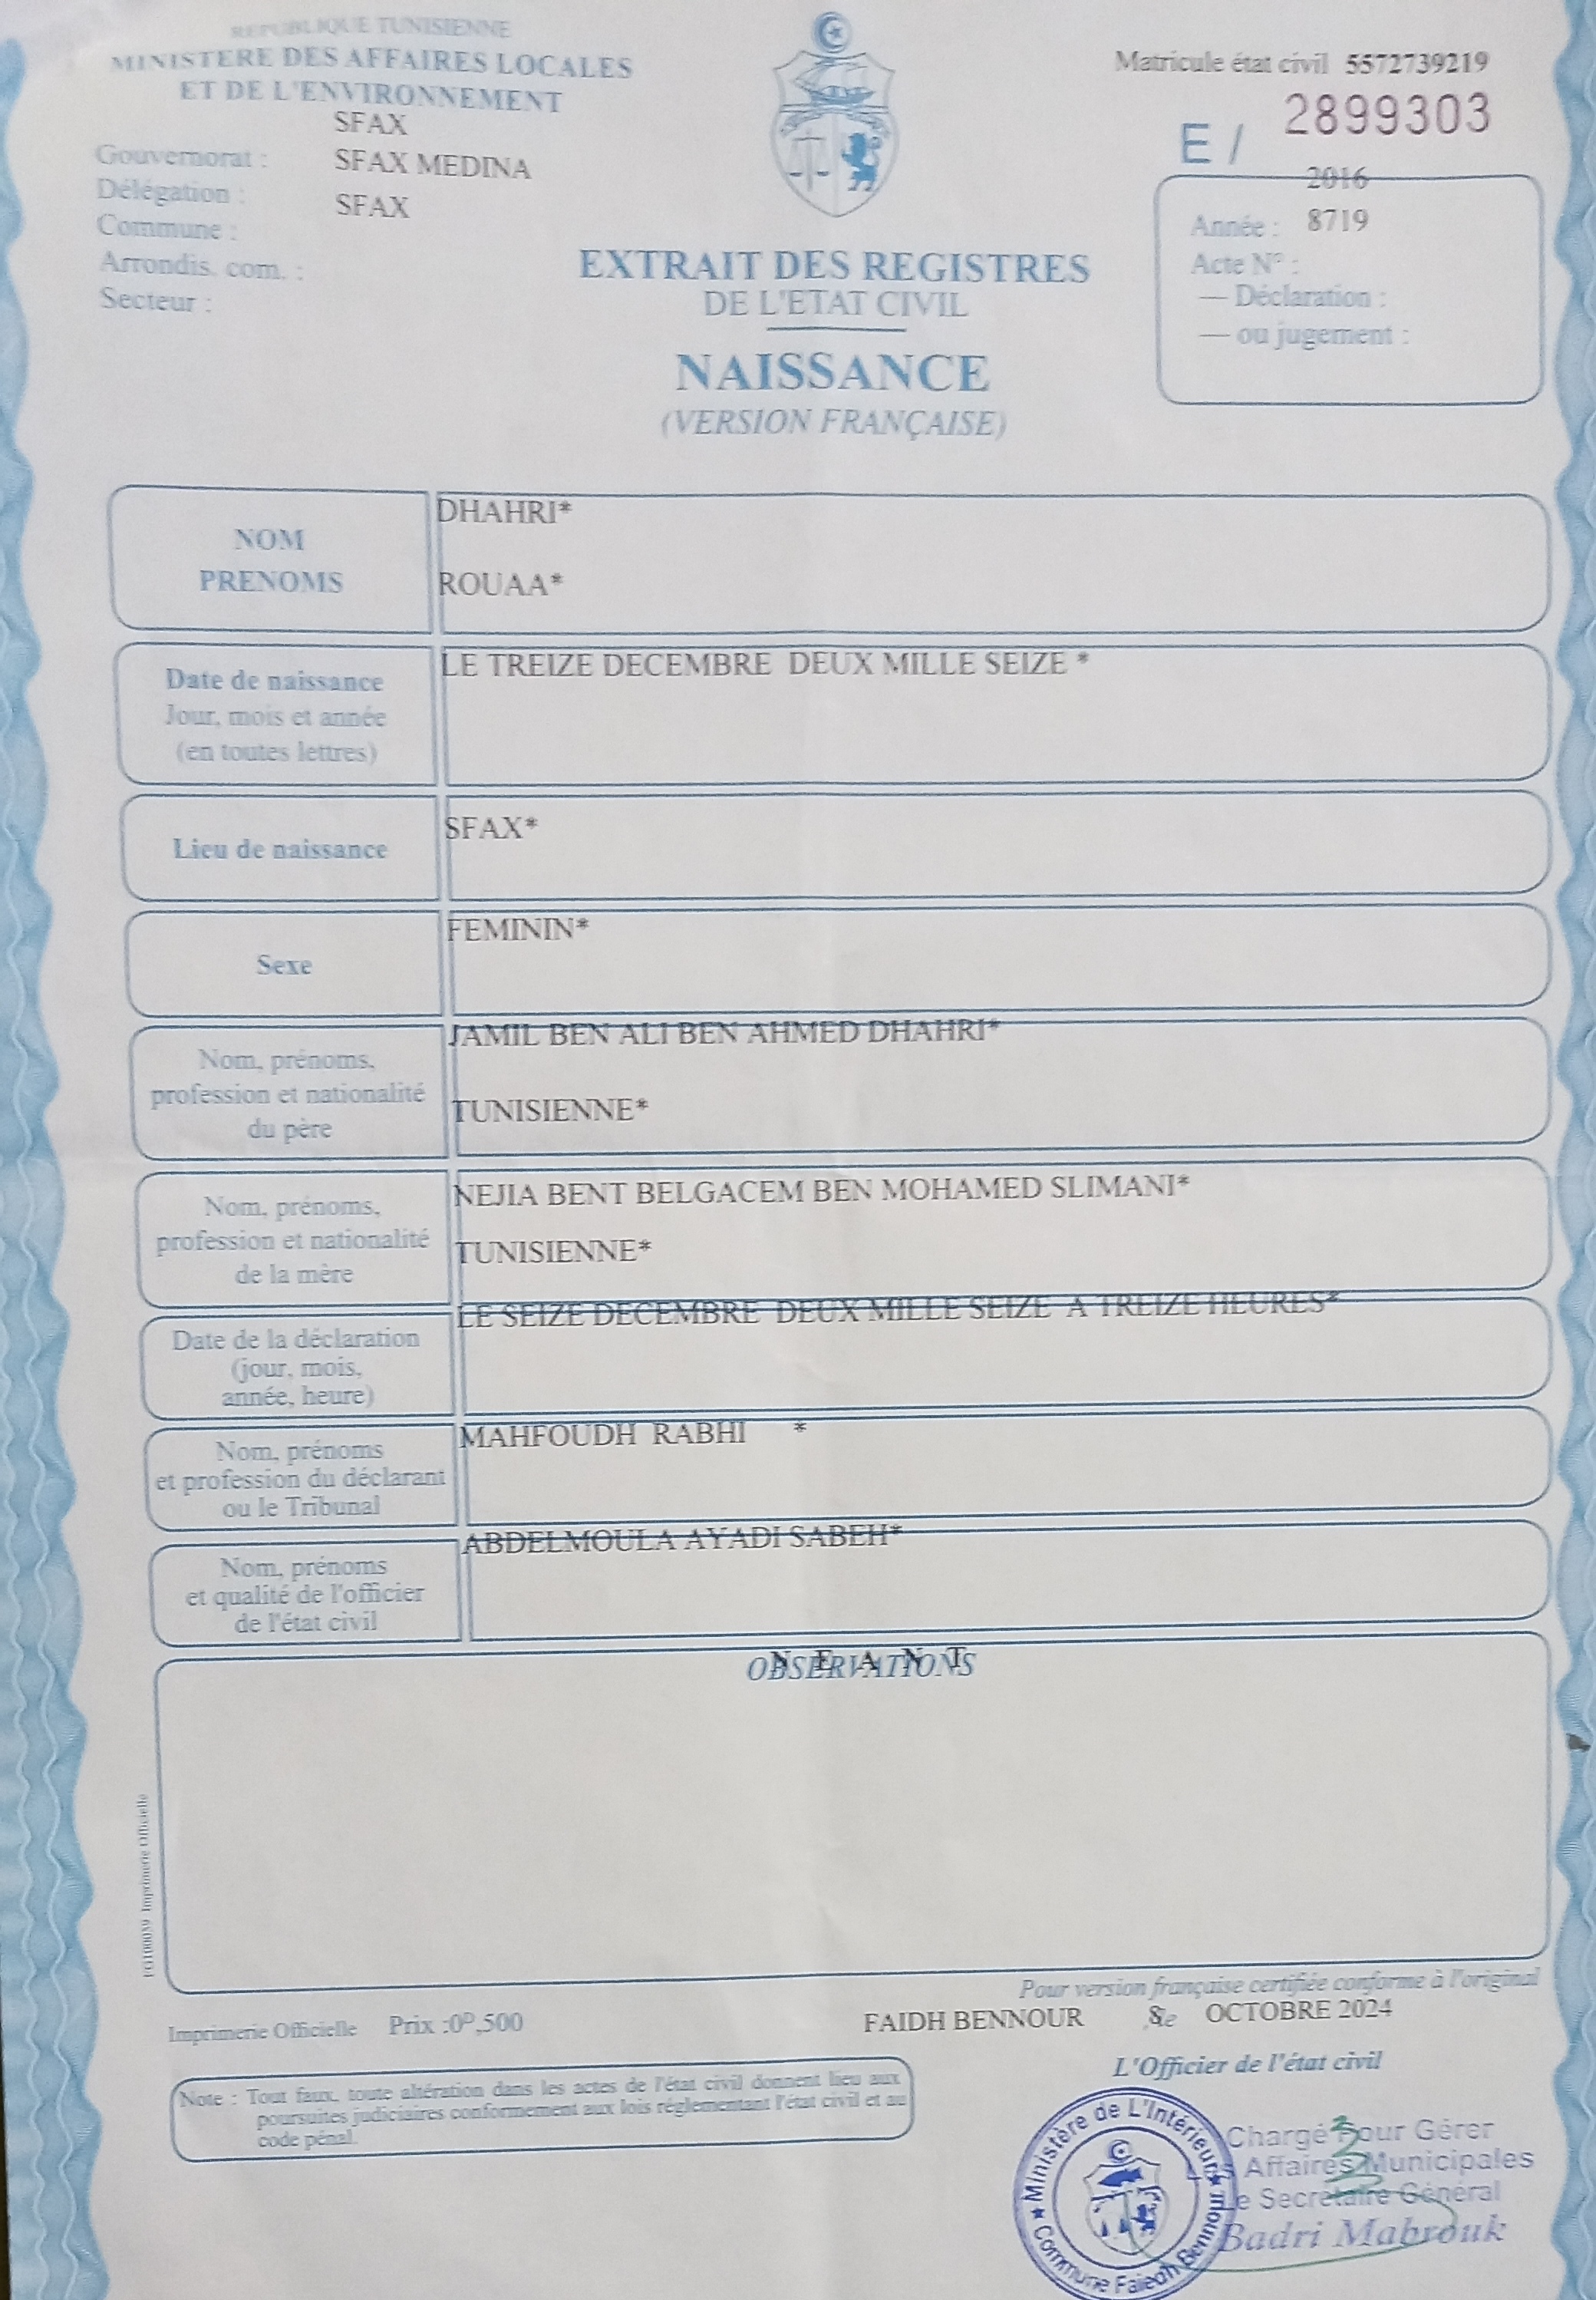 REPUBLIQUE TUNISIENNE
MINISTERE DES AFFAIRES LOCALES
ET DE L'ENVIRONNEMENT
SFAX
Gouvernorat :
SFAX MEDINA
Délégation :
SFAX
Commune :
Arrondis. com. :
Secteur :
Matricule état civil 5572739219
E / 2899303
2016
Année : 8719
Acte N° :
— Déclaration :
— ou jugement :
EXTRAIT DES REGISTRES
DE L'ETAT CIVIL
NAISSANCE
(VERSION FRANÇAISE)
NOM
PRENOMS
DHAHRI*
ROUAA*
Date de naissance
Jour, mois et année
(en toutes lettres)
LE TREIZE DECEMBRE DEUX MILLE SEIZE *
Lieu de naissance
SFAX*
Sexe
FEMININ*
Nom, prénoms,
profession et nationalité
du père
JAMIL BEN ALI BEN AHMED DHAHRI*
TUNISIENNE*
Nom, prénoms,
profession et nationalité
de la mère
NEJIA BENT BELGACEM BEN MOHAMED SLIMANI*
TUNISIENNE*
Date de la déclaration
(jour, mois,
année, heure)
LE SEIZE DECEMBRE DEUX MILLE SEIZE A TREIZE HEURES*
Nom, prénoms
et profession du déclarant
ou le Tribunal
MAHFOUDH RABHI *
Nom, prénoms
et qualité de l'officier
de l'état civil
ABDELMOULA AYADI SABEH*
OBSERVATIONS
N E A N T
Imprimerie Officielle
Pour version française certifiée conforme à l'original
Imprimerie Officielle Prix :0ᴰ,500
FAIDH BENNOUR 8 le OCTOBRE 2024
L'Officier de l'état civil
Note : Tout faux, toute altération dans les actes de l'état civil donnent lieu aux
poursuites judiciaires conformement aux lois réglementant l'état civil et au
code pénal.
Ministère de L'Intérieur
Commune Faiedh Bennour
Chargé Pour Gérer
Affaires Municipales
Le Secrétaire Général
Badri Mabrouk